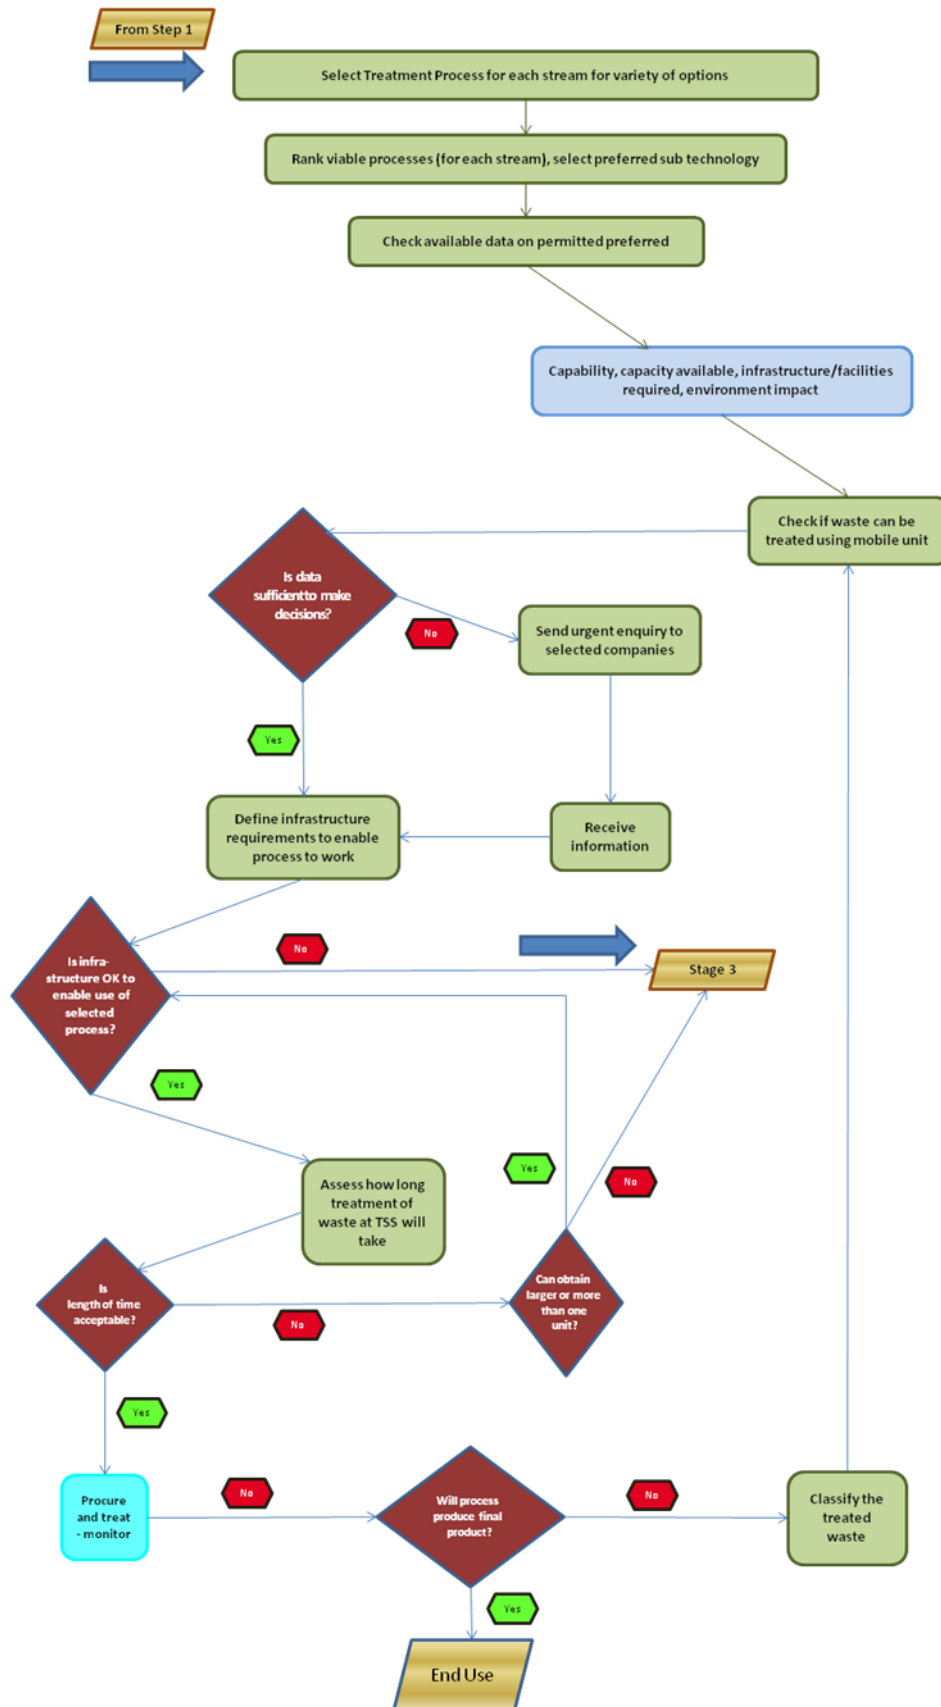 From Step 1
Select Treatment Process for each stream for variety of options
Rank viable processes (for each stream), select preferred sub technology
Check available data on permitted preferred
Capability, capacity available, infrastructure/facilities
required, environment impact
Check if waste can be
treated using mobile unit
Is data
sufficient to make
decisions?
No
Send urgent enquiry to
selected companies
Yes
Define infrastructure
requirements to enable
process to work
Receive
information
Is infra-
structure OK to
enable use of
selected
process?
No
Stage 3
Yes
Assess how long
treatment of
waste at TSS will
take
Yes
No
Is
length of time
acceptable?
No
Can obtain
larger or more
than one
unit?
Yes
Procure
and treat
- monitor
No
Will process
produce final
product?
No
Classify the
treated
waste
Yes
End Use